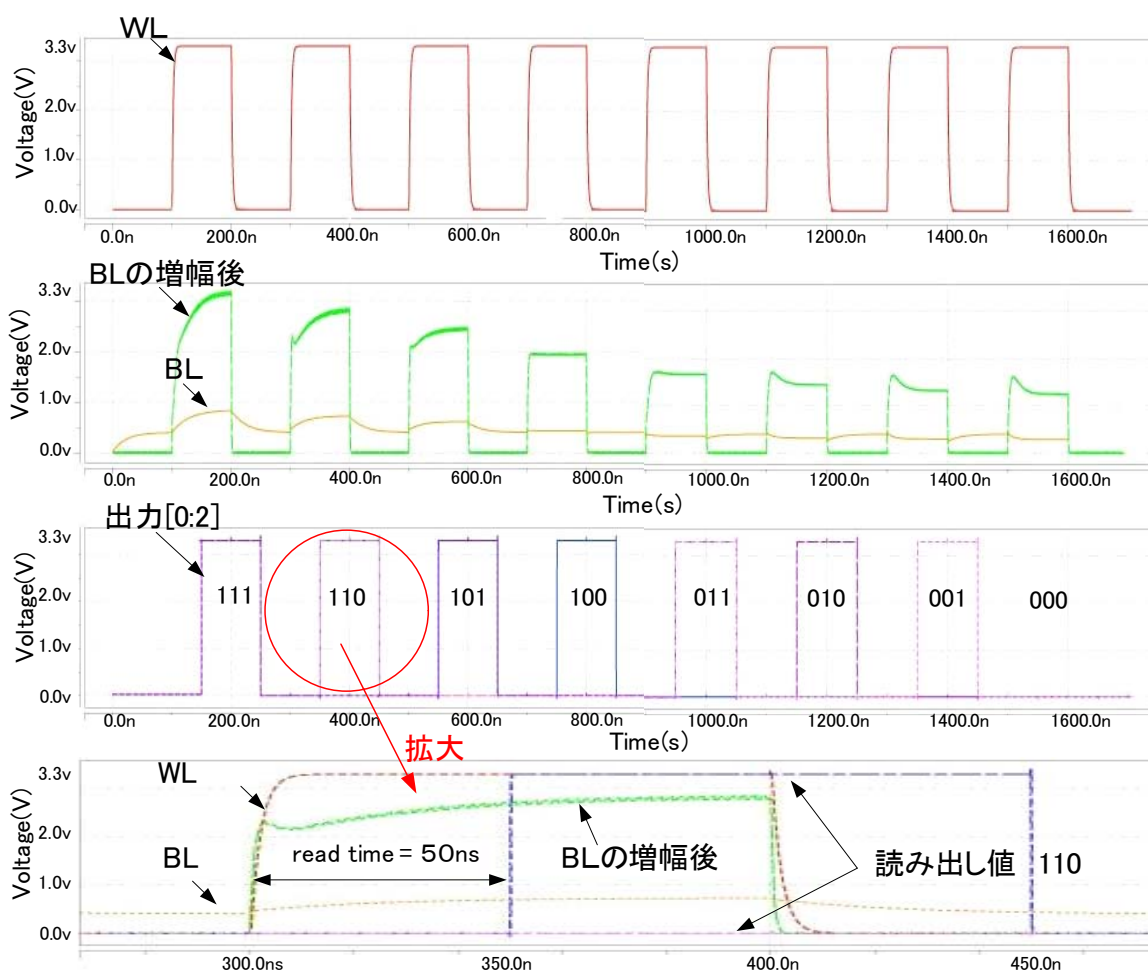 WL
Voltage(V)
3.3v
2.0v
1.0v
0.0v
0.0n 200.0n 400.0n 600.0n 800.0n 1000.0n 1200.0n 1400.0n 1600.0n
Time(s)
BLの増幅後
BL
Voltage(V)
3.3v
2.0v
1.0v
0.0v
0.0n 200.0n 400.0n 600.0n 800.0n 1000.0n 1200.0n 1400.0n 1600.0n
Time(s)
出力[0:2]
Voltage(V)
3.3v
2.0v
1.0v
0.0v
111 110 101 100 011 010 001 000
0.0n 200.0n 400.0n 600.0n 800.0n 1000.0n 1200.0n 1400.0n 1600.0n
Time(s)
拡大
WL
BL
Voltage(V)
3.3v
2.0v
1.0v
0.0v
read time = 50ns
BLの増幅後
読み出し値 110
300.0ns 350.0n 400.0n 450.0n